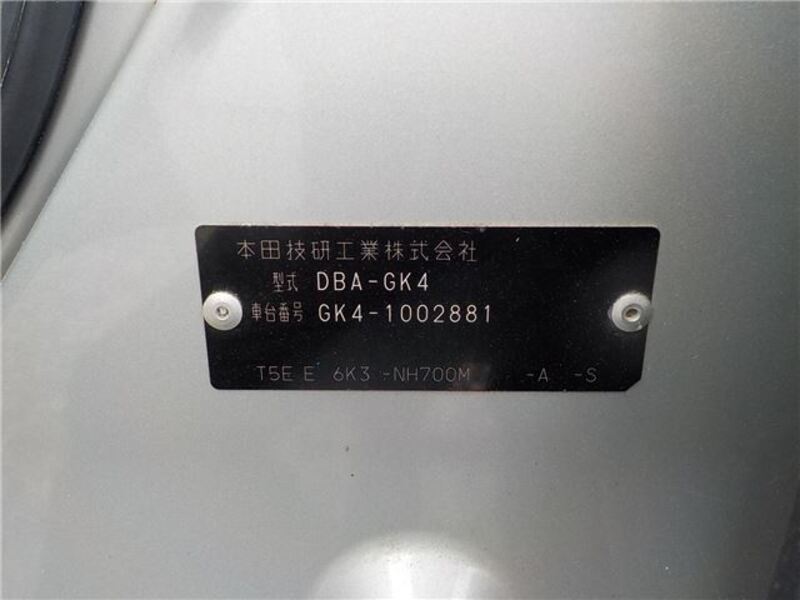 本田技研工業株式会社
型式 DBA-GK4
車台番号 GK4-1002881
T5E E 6K3 -NH700M -A -S